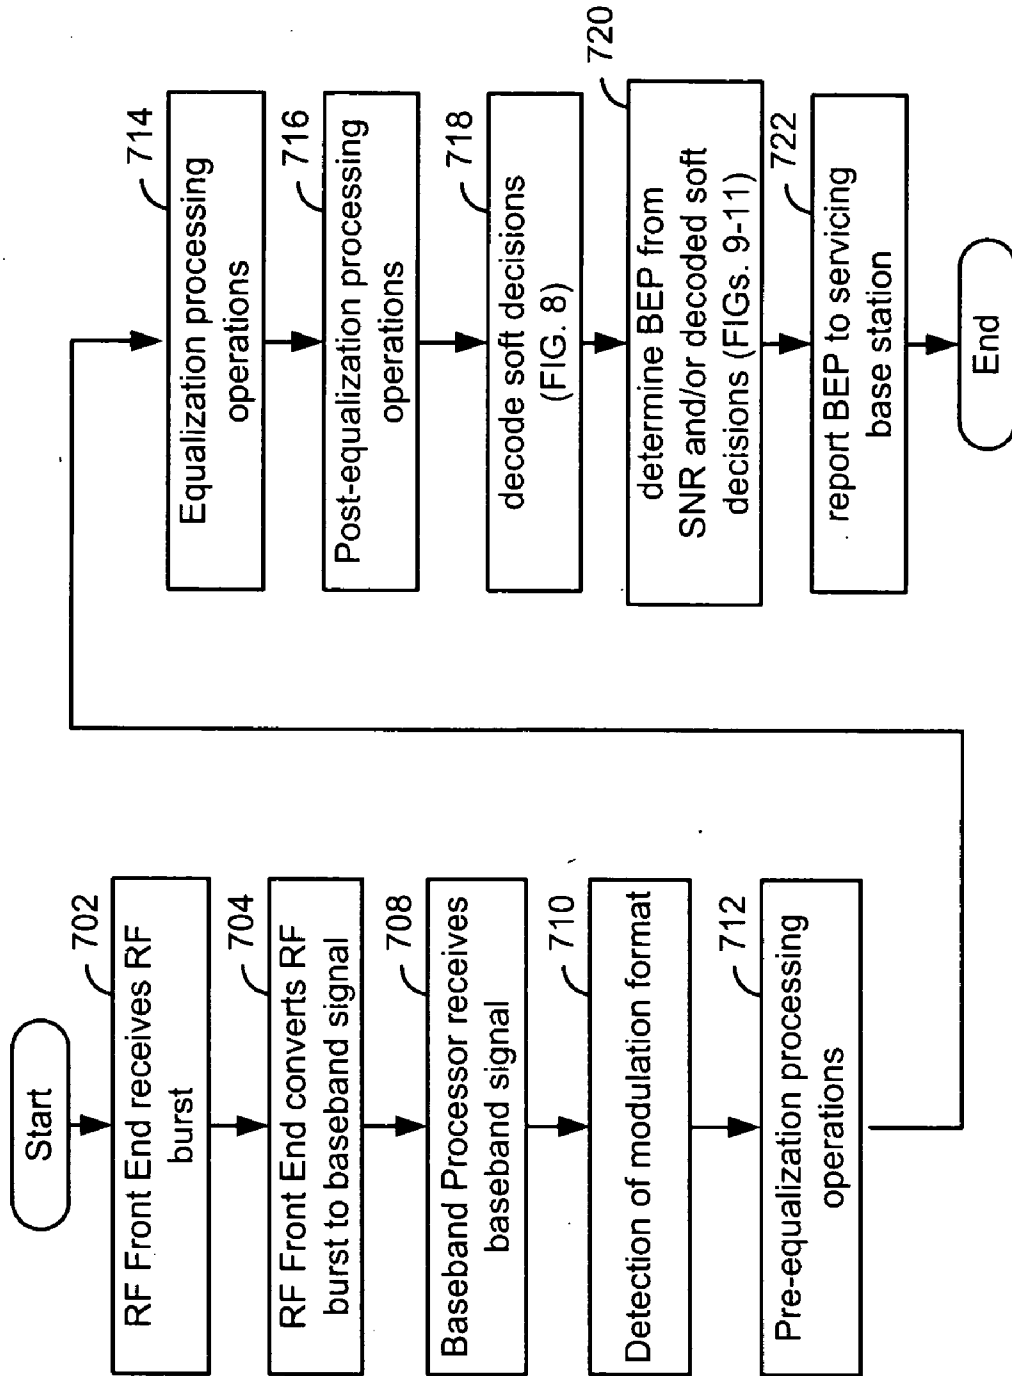 Start
702
RF Front End receives RF
burst
704
RF Front End converts RF
burst to baseband signal
708
Baseband Processor receives
baseband signal
710
Detection of modulation format
712
Pre-equalization processing
operations
714
Equalization processing
operations
716
Post-equalization processing
operations
718
decode soft decisions
(FIG. 8)
720
determine BEP from
SNR and/or decoded soft
decisions (FIGs. 9-11)
722
report BEP to servicing
base station
End